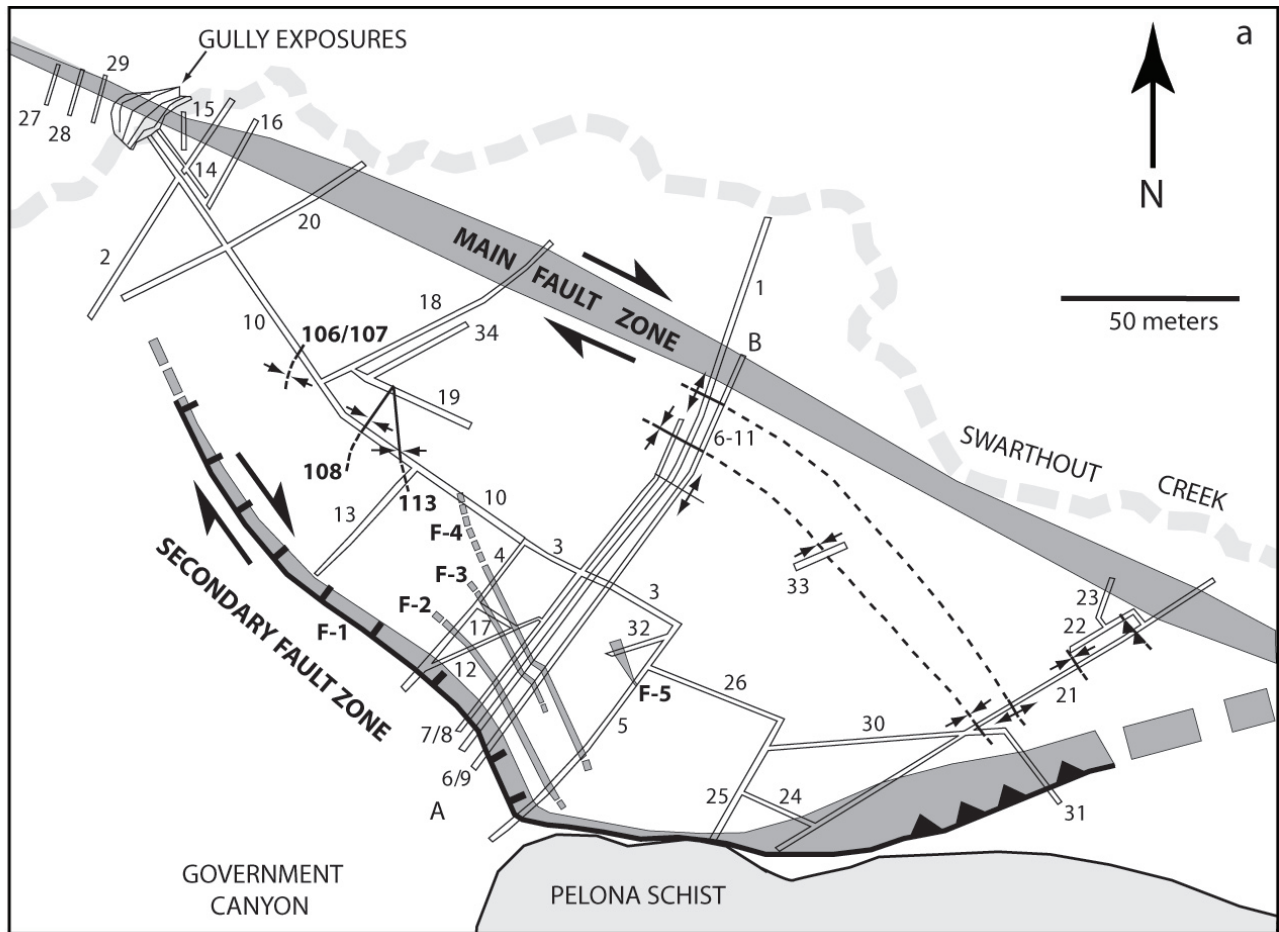 a
GULLY EXPOSURES
29
27
28
15
16
14
2
20
N
50 meters
MAIN FAULT ZONE
1
18
10
34
106/107
B
19
6-11
108
113
SWARTHOUT CREEK
10
13
F-4
3
4
F-3
33
3
F-2
23
17
32
22
SECONDARY FAULT ZONE
F-1
12
F-5
26
21
5
30
7/8
6/9
25
24
31
A
GOVERNMENT
CANYON
PELONA SCHIST